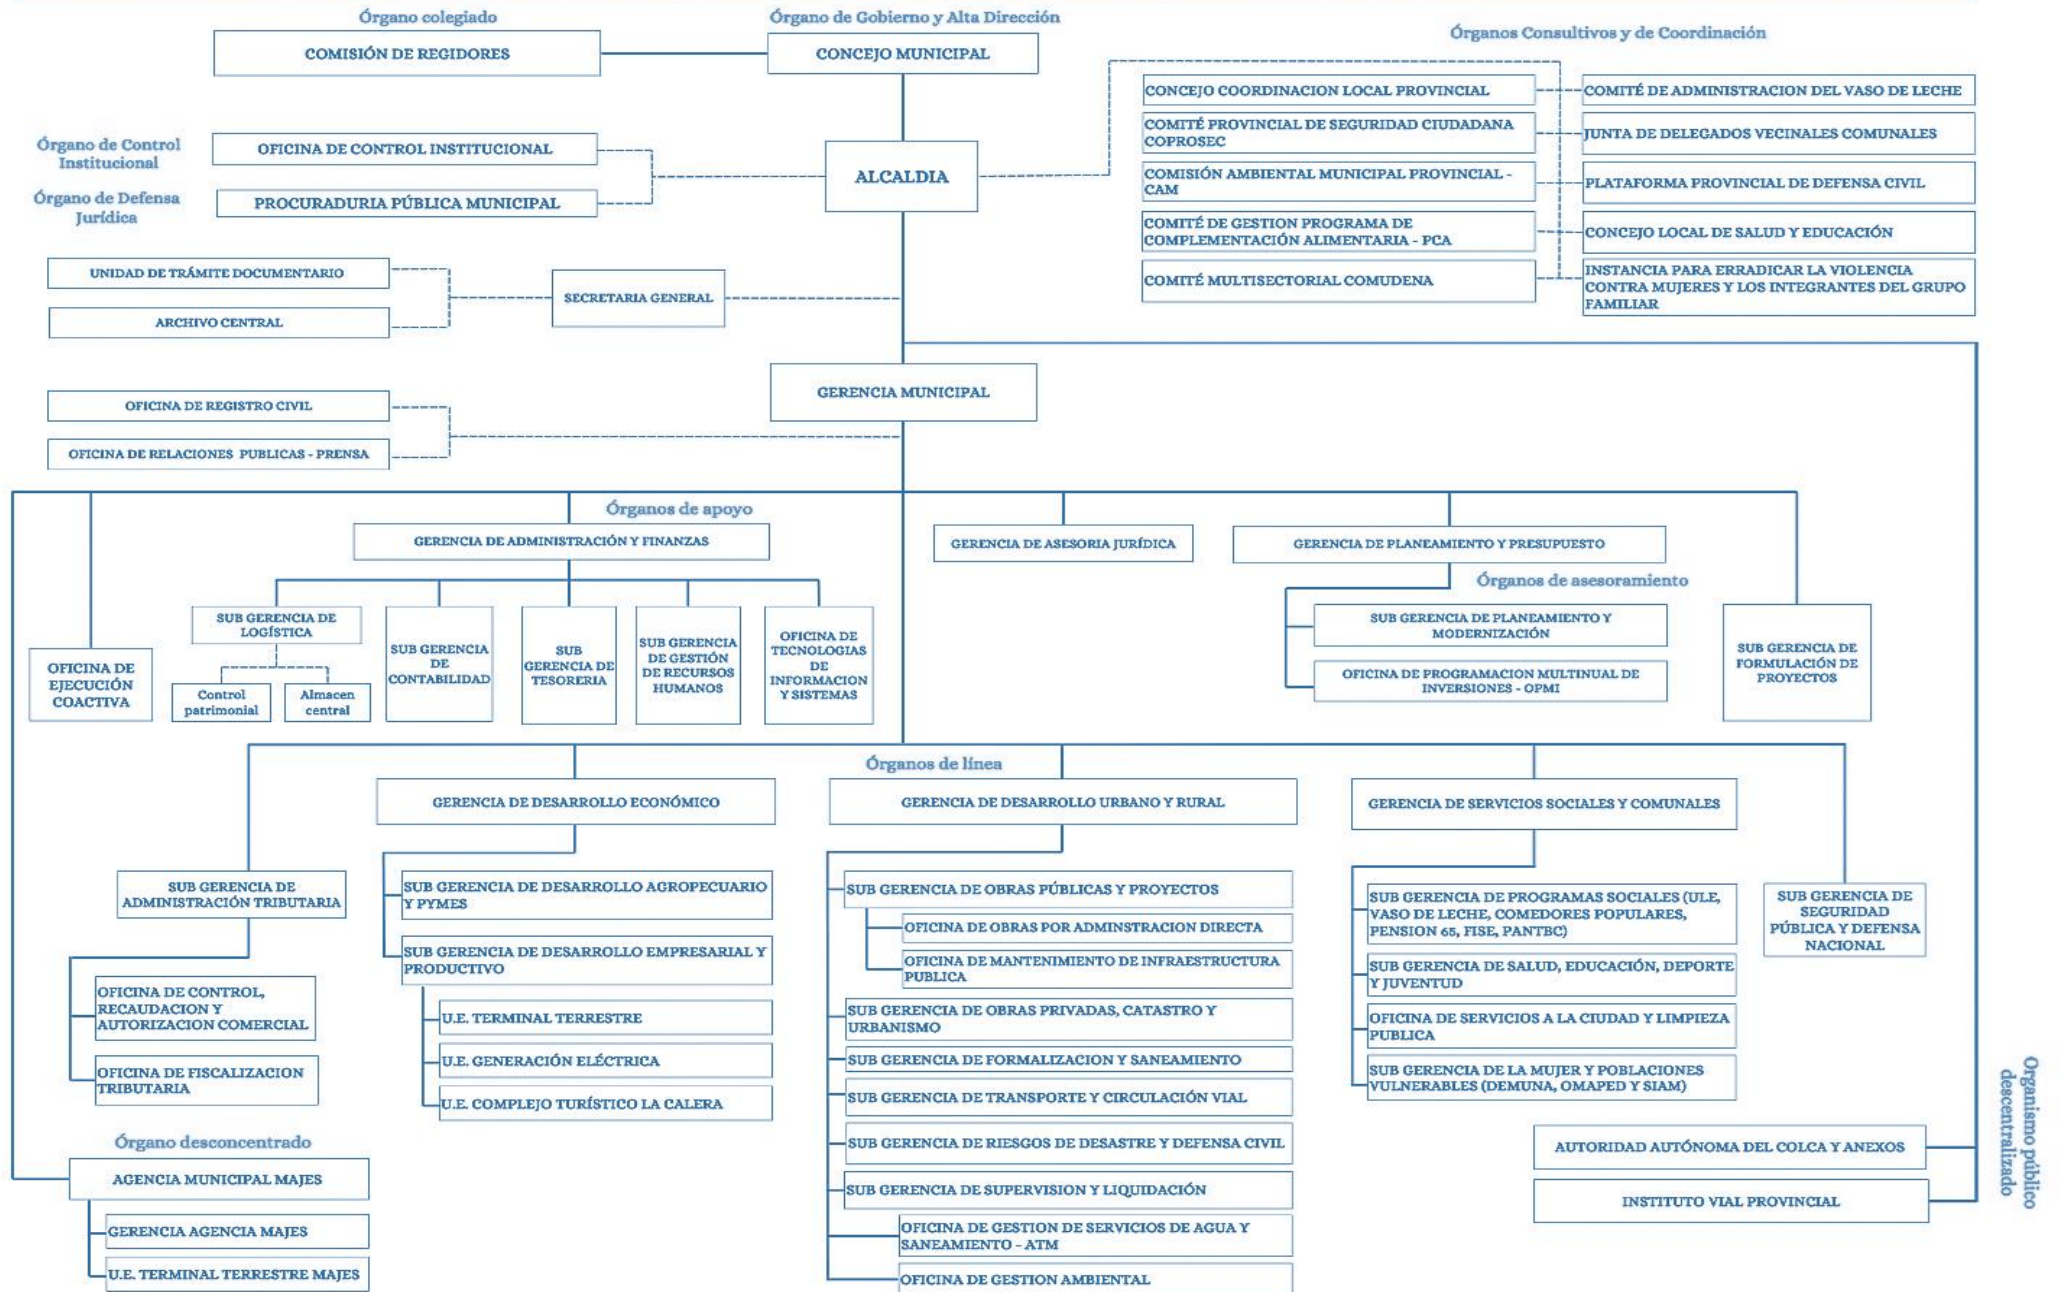 Órgano colegiado
COMISIÓN DE REGIDORES
Órgano de Gobierno y Alta Dirección
CONCEJO MUNICIPAL
Órganos Consultivos y de Coordinación
CONCEJO COORDINACION LOCAL PROVINCIAL
COMITÉ DE ADMINISTRACION DEL VASO DE LECHE
COMITÉ PROVINCIAL DE SEGURIDAD CIUDADANA
COPROSEC
JUNTA DE DELEGADOS VECINALES COMUNALES
COMISIÓN AMBIENTAL MUNICIPAL PROVINCIAL -
CAM
PLATAFORMA PROVINCIAL DE DEFENSA CIVIL
COMITÉ DE GESTION PROGRAMA DE
COMPLEMENTACIÓN ALIMENTARIA - PCA
CONCEJO LOCAL DE SALUD Y EDUCACIÓN
COMITÉ MULTISECTORIAL COMUDENA
INSTANCIA PARA ERRADICAR LA VIOLENCIA
CONTRA MUJERES Y LOS INTEGRANTES DEL GRUPO
FAMILIAR
Órgano de Control
Institucional
OFICINA DE CONTROL INSTITUCIONAL
Órgano de Defensa
Jurídica
PROCURADURIA PÚBLICA MUNICIPAL
ALCALDIA
UNIDAD DE TRÁMITE DOCUMENTARIO
ARCHIVO CENTRAL
SECRETARIA GENERAL
GERENCIA MUNICIPAL
OFICINA DE REGISTRO CIVIL
OFICINA DE RELACIONES PUBLICAS - PRENSA
Órganos de apoyo
GERENCIA DE ADMINISTRACIÓN Y FINANZAS
GERENCIA DE ASESORIA JURÍDICA
GERENCIA DE PLANEAMIENTO Y PRESUPUESTO
Órganos de asesoramiento
OFICINA DE
EJECUCIÓN
COACTIVA
SUB GERENCIA DE
LOGÍSTICA
Control
patrimonial
Almacen
central
SUB GERENCIA
DE
CONTABILIDAD
SUB
GERENCIA DE
TESORERIA
SUB GERENCIA
DE GESTIÓN
DE RECURSOS
HUMANOS
OFICINA DE
TECNOLOGIAS
DE
INFORMACION
Y SISTEMAS
SUB GERENCIA DE PLANEAMIENTO Y
MODERNIZACIÓN
OFICINA DE PROGRAMACION MULTINUAL DE
INVERSIONES - OPMI
SUB GERENCIA DE
FORMULACIÓN DE
PROYECTOS
Órganos de línea
SUB GERENCIA DE
ADMINISTRACIÓN TRIBUTARIA
OFICINA DE CONTROL,
RECAUDACION Y
AUTORIZACION COMERCIAL
OFICINA DE FISCALIZACION
TRIBUTARIA
GERENCIA DE DESARROLLO ECONÓMICO
SUB GERENCIA DE DESARROLLO AGROPECUARIO
Y PYMES
SUB GERENCIA DE DESARROLLO EMPRESARIAL Y
PRODUCTIVO
U.E. TERMINAL TERRESTRE
U.E. GENERACIÓN ELÉCTRICA
U.E. COMPLEJO TURÍSTICO LA CALERA
GERENCIA DE DESARROLLO URBANO Y RURAL
SUB GERENCIA DE OBRAS PÚBLICAS Y PROYECTOS
OFICINA DE OBRAS POR ADMINSTRACION DIRECTA
OFICINA DE MANTENIMIENTO DE INFRAESTRUCTURA
PUBLICA
SUB GERENCIA DE OBRAS PRIVADAS, CATASTRO Y
URBANISMO
SUB GERENCIA DE FORMALIZACION Y SANEAMIENTO
SUB GERENCIA DE TRANSPORTE Y CIRCULACIÓN VIAL
SUB GERENCIA DE RIESGOS DE DESASTRE Y DEFENSA CIVIL
SUB GERENCIA DE SUPERVISION Y LIQUIDACIÓN
OFICINA DE GESTION DE SERVICIOS DE AGUA Y
SANEAMIENTO - ATM
OFICINA DE GESTION AMBIENTAL
GERENCIA DE SERVICIOS SOCIALES Y COMUNALES
SUB GERENCIA DE PROGRAMAS SOCIALES (ULE,
VASO DE LECHE, COMEDORES POPULARES,
PENSION 65, FISE, PANTBC)
SUB GERENCIA DE SALUD, EDUCACIÓN, DEPORTE
Y JUVENTUD
OFICINA DE SERVICIOS A LA CIUDAD Y LIMPIEZA
PUBLICA
SUB GERENCIA DE LA MUJER Y POBLACIONES
VULNERABLES (DEMUNA, OMAPED Y SIAM)
SUB GERENCIA DE
SEGURIDAD
PÚBLICA Y DEFENSA
NACIONAL
Órgano desconcentrado
AGENCIA MUNICIPAL MAJES
GERENCIA AGENCIA MAJES
U.E. TERMINAL TERRESTRE MAJES
AUTORIDAD AUTÓNOMA DEL COLCA Y ANEXOS
INSTITUTO VIAL PROVINCIAL
Organismo público
descentralizado